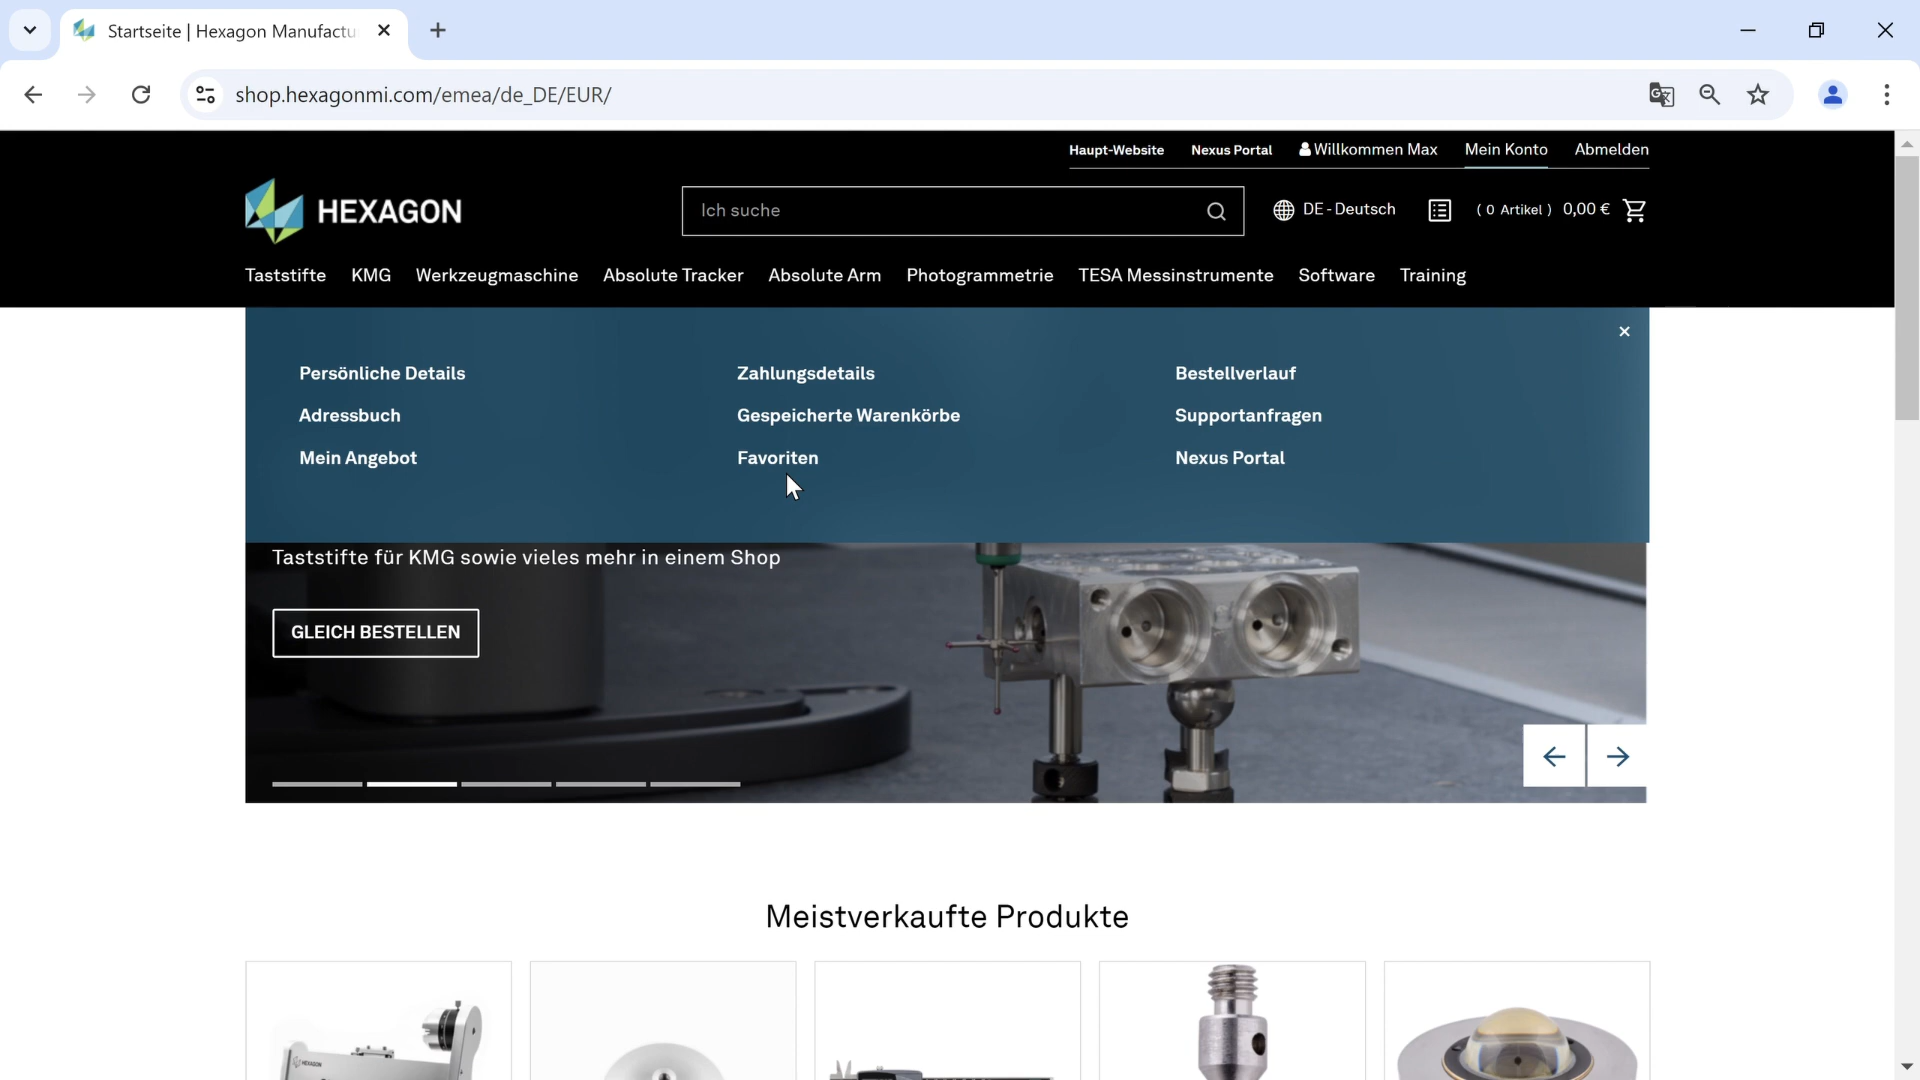 Startseite | Hexagon Manufactu
shop.hexagonmi.com/emea/de_DE/EUR/
Haupt-Website Nexus Portal Willkommen Max Mein Konto Abmelden
HEXAGON
Ich suche
DE - Deutsch
( 0 Artikel ) 0,00 €
Taststifte KMG Werkzeugmaschine Absolute Tracker Absolute Arm Photogrammetrie TESA Messinstrumente Software Training
Persönliche Details Zahlungsdetails Bestellverlauf
Adressbuch Gespeicherte Warenkörbe Supportanfragen
Mein Angebot Favoriten Nexus Portal
Taststifte für KMG sowie vieles mehr in einem Shop
GLEICH BESTELLEN
Meistverkaufte Produkte
HEXAGON